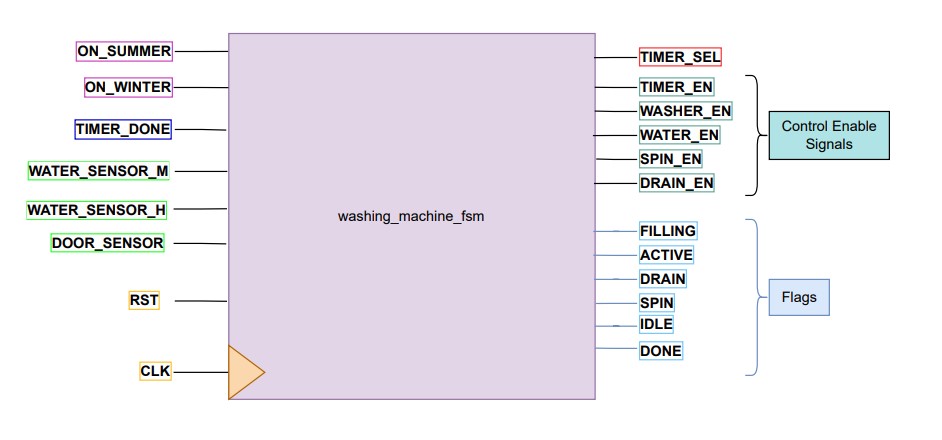 ON_SUMMER
ON_WINTER
TIMER_DONE
WATER_SENSOR_M
WATER_SENSOR_H
DOOR_SENSOR
RST
CLK
washing_machine_fsm
TIMER_SEL
TIMER_EN
WASHER_EN
WATER_EN
SPIN_EN
DRAIN_EN
Control Enable
Signals
FILLING
ACTIVE
DRAIN
SPIN
IDLE
DONE
Flags